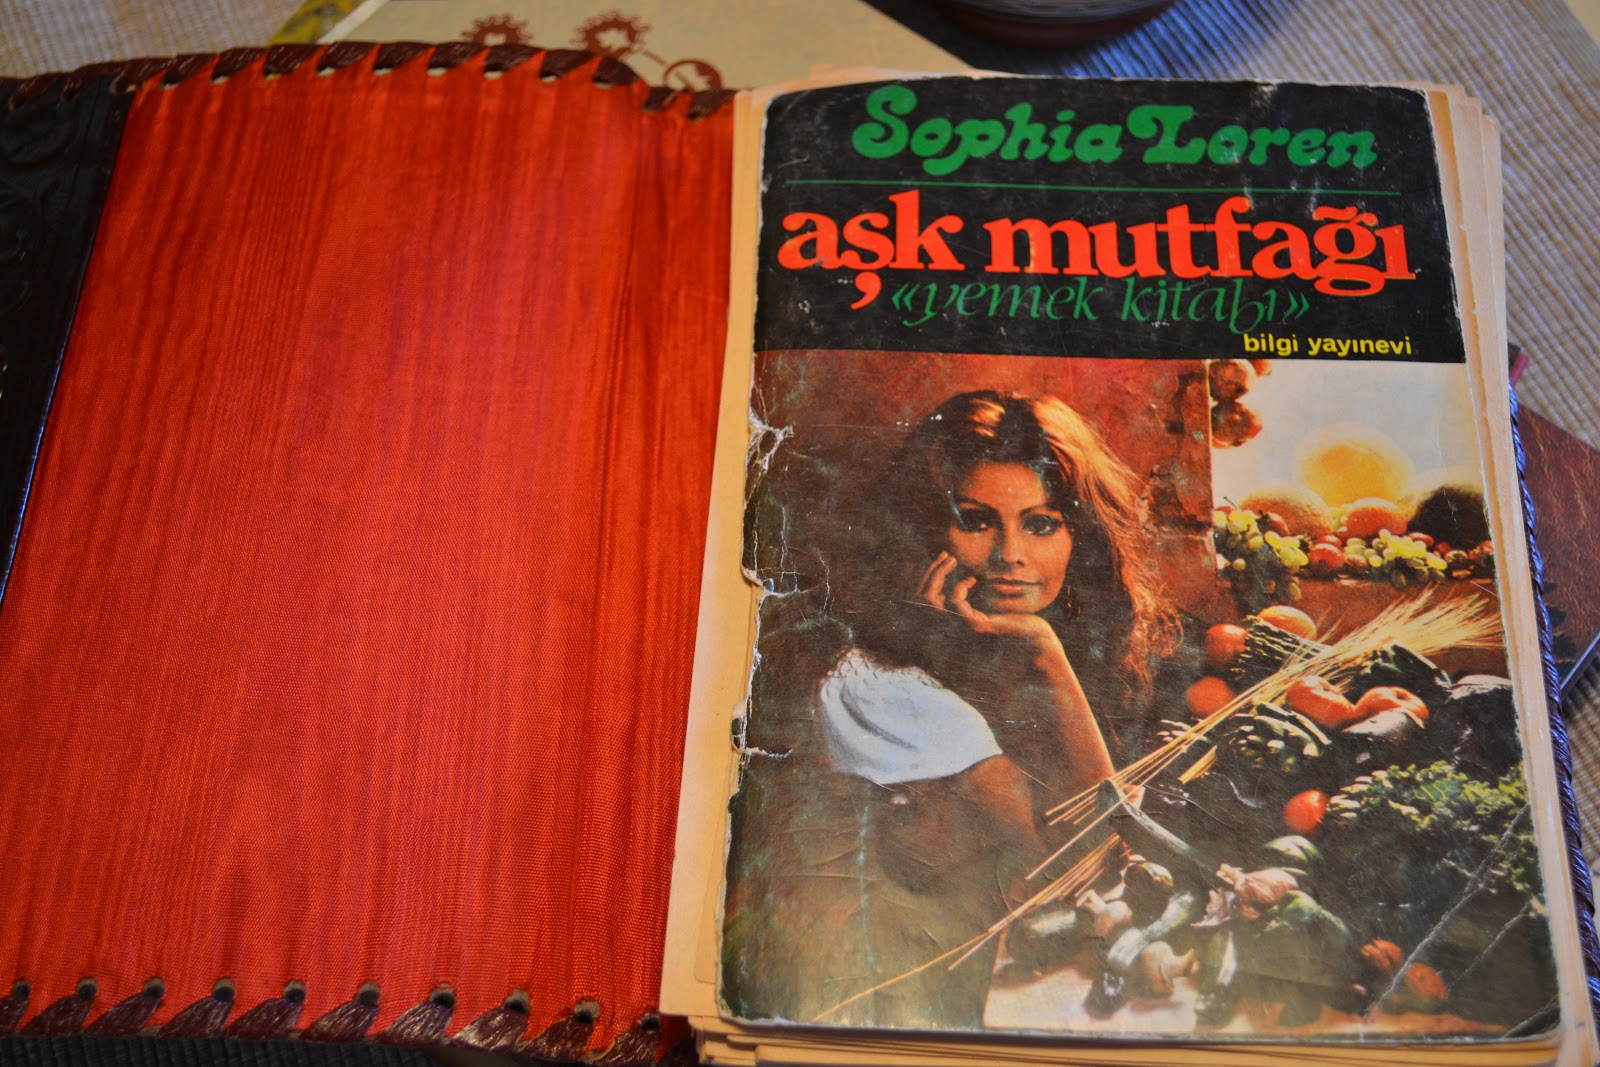 Sophia Loren
aşk mutfağı
«yemek kitabı»
bilgi yayınevi